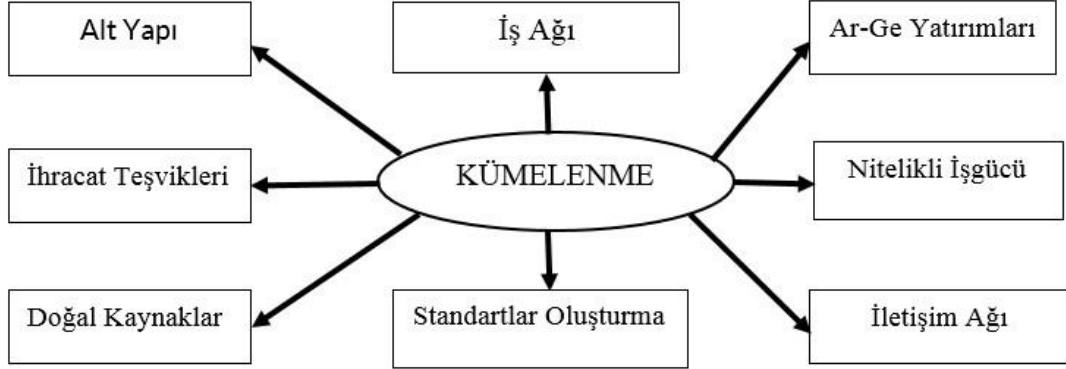 Alt Yapı
İş Ağı
Ar-Ge Yatırımları
İhracat Teşvikleri
KÜMELENME
Nitelikli İşgücü
Doğal Kaynaklar
Standartlar Oluşturma
İletişim Ağı